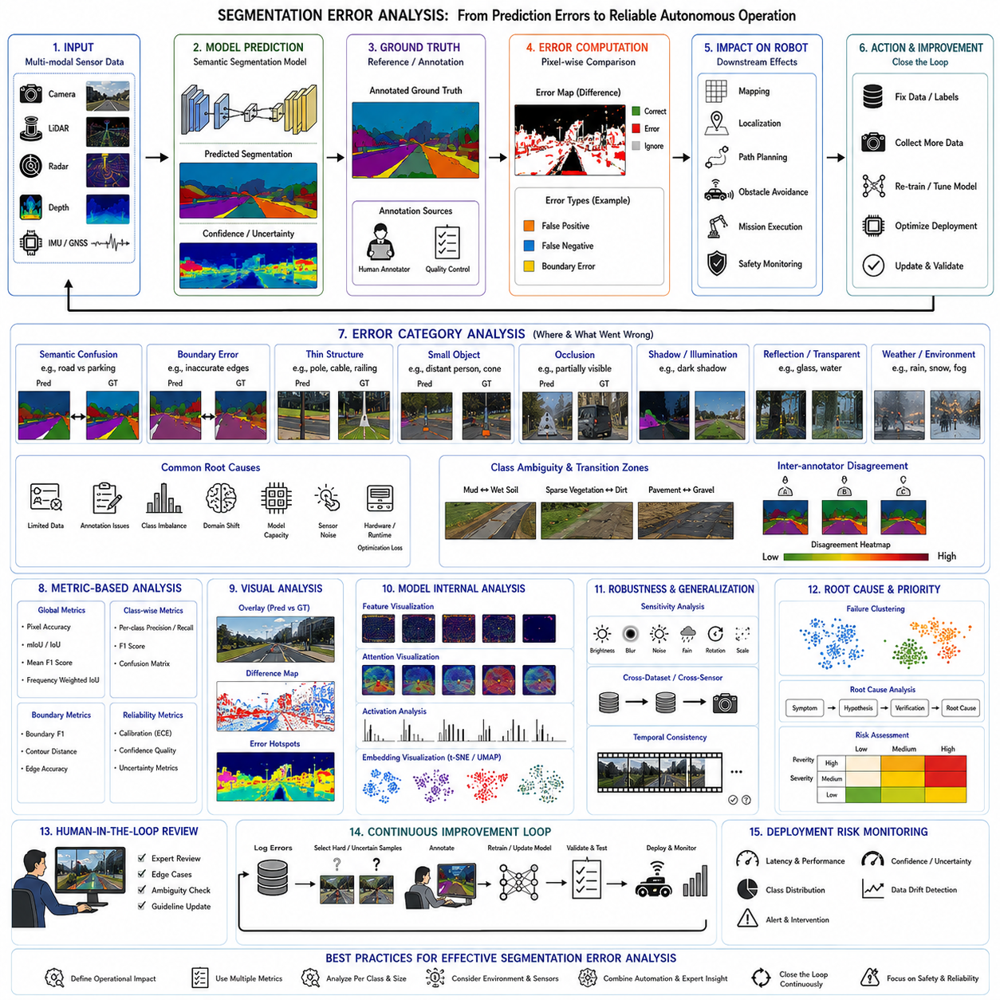 SEGMENTATION ERROR ANALYSIS: From Prediction Errors to Reliable Autonomous Operation
1. INPUT
Multi-modal Sensor Data
Camera
LiDAR
Radar
Depth
IMU / GNSS
2. MODEL PREDICTION
Semantic Segmentation Model
Predicted Segmentation
Confidence / Uncertainty
3. GROUND TRUTH
Reference / Annotation
Annotated Ground Truth
Annotation Sources
Human Annotator
Quality Control
4. ERROR COMPUTATION
Pixel-wise Comparison
Error Map (Difference)
Correct
Error
Ignore
Error Types (Example)
False Positive
False Negative
Boundary Error
5. IMPACT ON ROBOT
Downstream Effects
Mapping
Localization
Path Planning
Obstacle Avoidance
Mission Execution
Safety Monitoring
6. ACTION & IMPROVEMENT
Close the Loop
Fix Data / Labels
Collect More Data
Re-train / Tune Model
Optimize Deployment
Update & Validate
7. ERROR CATEGORY ANALYSIS (Where & What Went Wrong)
Semantic Confusion
e.g., road vs parking
Pred GT
Boundary Error
e.g., inaccurate edges
Pred GT
Thin Structure
e.g., pole, cable, railing
Pred GT
Small Object
e.g., distant person, cone
Pred GT
Occlusion
e.g., partially visible
Pred GT
Shadow / Illumination
e.g., dark shadow
Reflection / Transparent
e.g., glass, water
Weather / Environment
e.g., rain, snow, fog
Common Root Causes
Limited Data
Annotation Issues
Class Imbalance
Domain Shift
Model
Capacity
Sensor
Noise
Hardware /
Runtime
Optimization Loss
Class Ambiguity & Transition Zones
Mud ↔ Wet Soil
Sparse Vegetation ↔ Dirt
Pavement ↔ Gravel
Inter-annotator Disagreement
A
B
C
Disagreement Heatmap
Low
High
8. METRIC-BASED ANALYSIS
Global Metrics
• Pixel Accuracy
• mIoU / IoU
• Mean F1 Score
• Frequency Weighted IoU
Class-wise Metrics
• Per-class Precision / Recall
• F1 Score
• Confusion Matrix
Boundary Metrics
• Boundary F1
• Contour Distance
• Edge Accuracy
Reliability Metrics
• Calibration (ECE)
• Confidence Quality
• Uncertainty Metrics
9. VISUAL ANALYSIS
Overlay (Pred vs GT)
Difference Map
Error Hotspots
10. MODEL INTERNAL ANALYSIS
Feature Visualization
Attention Visualization
Activation Analysis
Embedding Visualization (t-SNE / UMAP)
11. ROBUSTNESS & GENERALIZATION
Sensitivity Analysis
Brightness
Blur
Noise
Fain
Rotation
Scale
Cross-Dataset / Cross-Sensor
Temporal Consistency
...
?
12. ROOT CAUSE & PRIORITY
Failure Clustering
Root Cause Analysis
Symptom
Hypothesis
Verification
Root Cause
Risk Assessment
Low Medium High
Peverity
Severity
High
Medium
Low
13. HUMAN-IN-THE-LOOP REVIEW
Expert Review
Edge Cases
Ambiguity Check
Guideline Update
14. CONTINUOUS IMPROVEMENT LOOP
Log Errors
Select Hard / Uncertain Samples
? ?
Annotate
Retrain / Update Model
Validate & Test
Deploy & Monitor
15. DEPLOYMENT RISK MONITORING
Latency & Performance
Confidence / Uncertainty
Class Distribution
Data Drift Detection
Alert & Intervention
BEST PRACTICES FOR EFFECTIVE SEGMENTATION ERROR ANALYSIS
Define Operational Impact
Use Multiple Metrics
Analyze Per Class & Size
Consider Environment & Sensors
Combine Automation & Expert Insight
Close the Loop
Continuously
Focus on Safety & Reliability